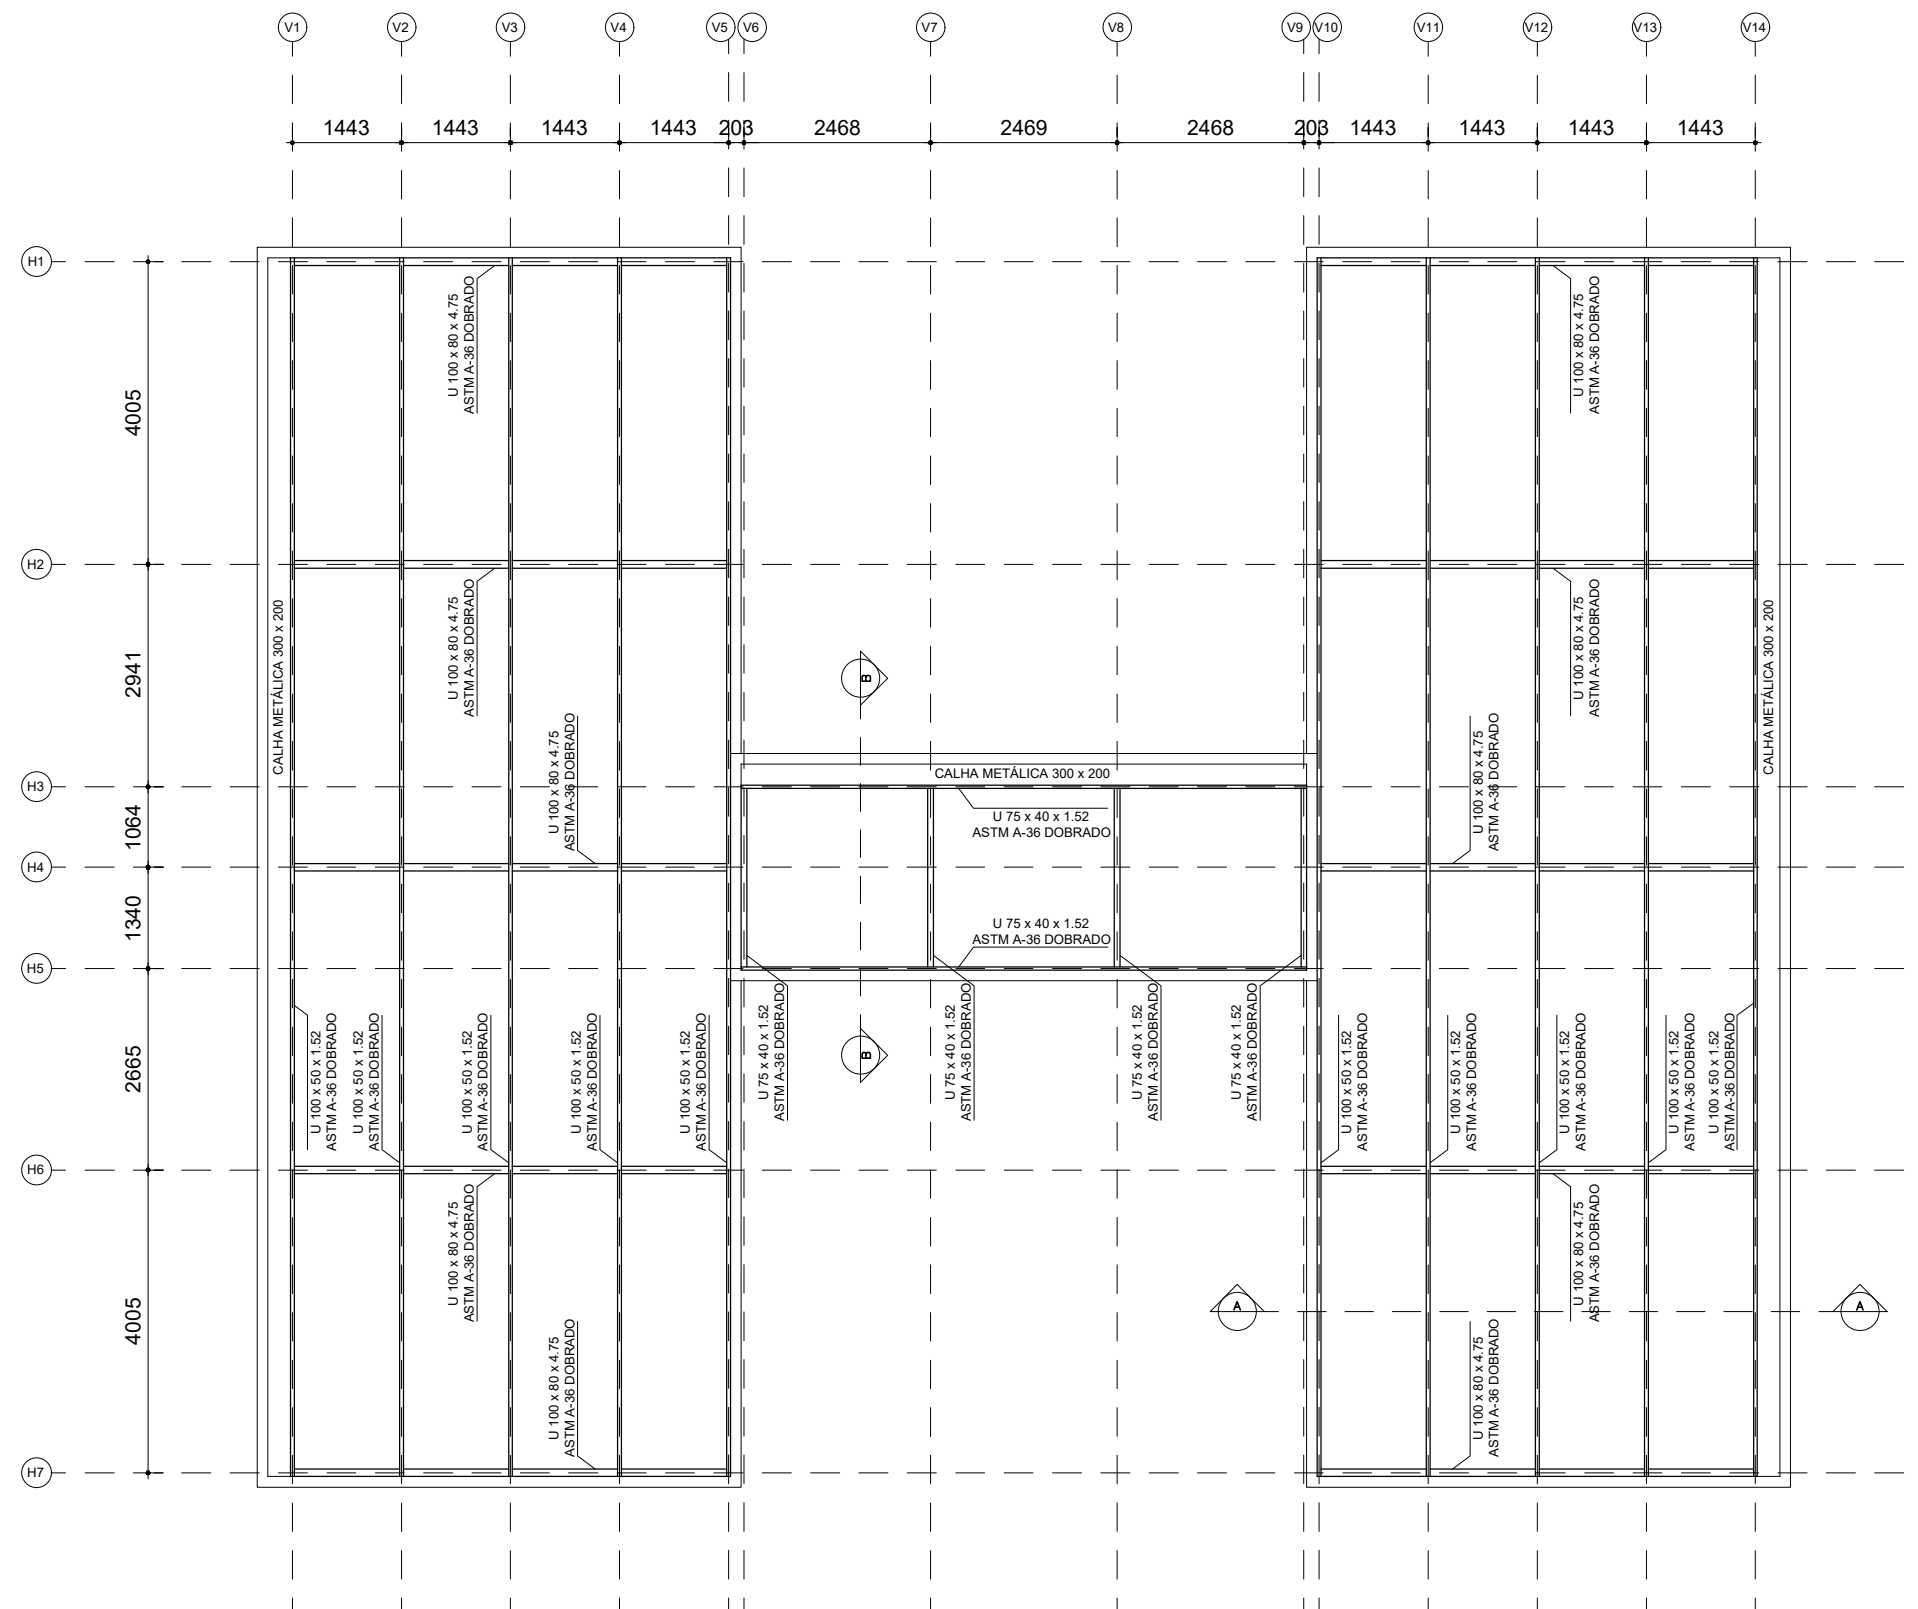 V1
V2
V3
V4
V5
V6
V7
V8
V9
V10
V11
V12
V13
V14
1443
1443
1443
1443
203
2468
2469
2468
203
1443
1443
1443
1443
H1
4005
U 100 x 80 x 4.75
ASTM A-36 DOBRADO
U 100 x 80 x 4.75
ASTM A-36 DOBRADO
H2
U 100 x 80 x 4.75
ASTM A-36 DOBRADO
U 100 x 80 x 4.75
ASTM A-36 DOBRADO
CALHA METÁLICA 300 x 200
CALHA METÁLICA 300 x 200
2941
B
U 100 x 80 x 4.75
ASTM A-36 DOBRADO
U 100 x 80 x 4.75
ASTM A-36 DOBRADO
H3
CALHA METÁLICA 300 x 200
1064
U 75 x 40 x 1.52
ASTM A-36 DOBRADO
H4
1340
U 75 x 40 x 1.52
ASTM A-36 DOBRADO
H5
2665
U 100 x 50 x 1.52
ASTM A-36 DOBRADO
U 100 x 50 x 1.52
ASTM A-36 DOBRADO
U 100 x 50 x 1.52
ASTM A-36 DOBRADO
U 100 x 50 x 1.52
ASTM A-36 DOBRADO
U 100 x 50 x 1.52
ASTM A-36 DOBRADO
U 75 x 40 x 1.52
ASTM A-36 DOBRADO
B
U 75 x 40 x 1.52
ASTM A-36 DOBRADO
U 75 x 40 x 1.52
ASTM A-36 DOBRADO
U 75 x 40 x 1.52
ASTM A-36 DOBRADO
U 100 x 50 x 1.52
ASTM A-36 DOBRADO
U 100 x 50 x 1.52
ASTM A-36 DOBRADO
U 100 x 50 x 1.52
ASTM A-36 DOBRADO
U 100 x 50 x 1.52
ASTM A-36 DOBRADO
U 100 x 50 x 1.52
ASTM A-36 DOBRADO
H6
U 100 x 80 x 4.75
ASTM A-36 DOBRADO
U 100 x 80 x 4.75
ASTM A-36 DOBRADO
4005
A
A
U 100 x 80 x 4.75
ASTM A-36 DOBRADO
U 100 x 80 x 4.75
ASTM A-36 DOBRADO
H7